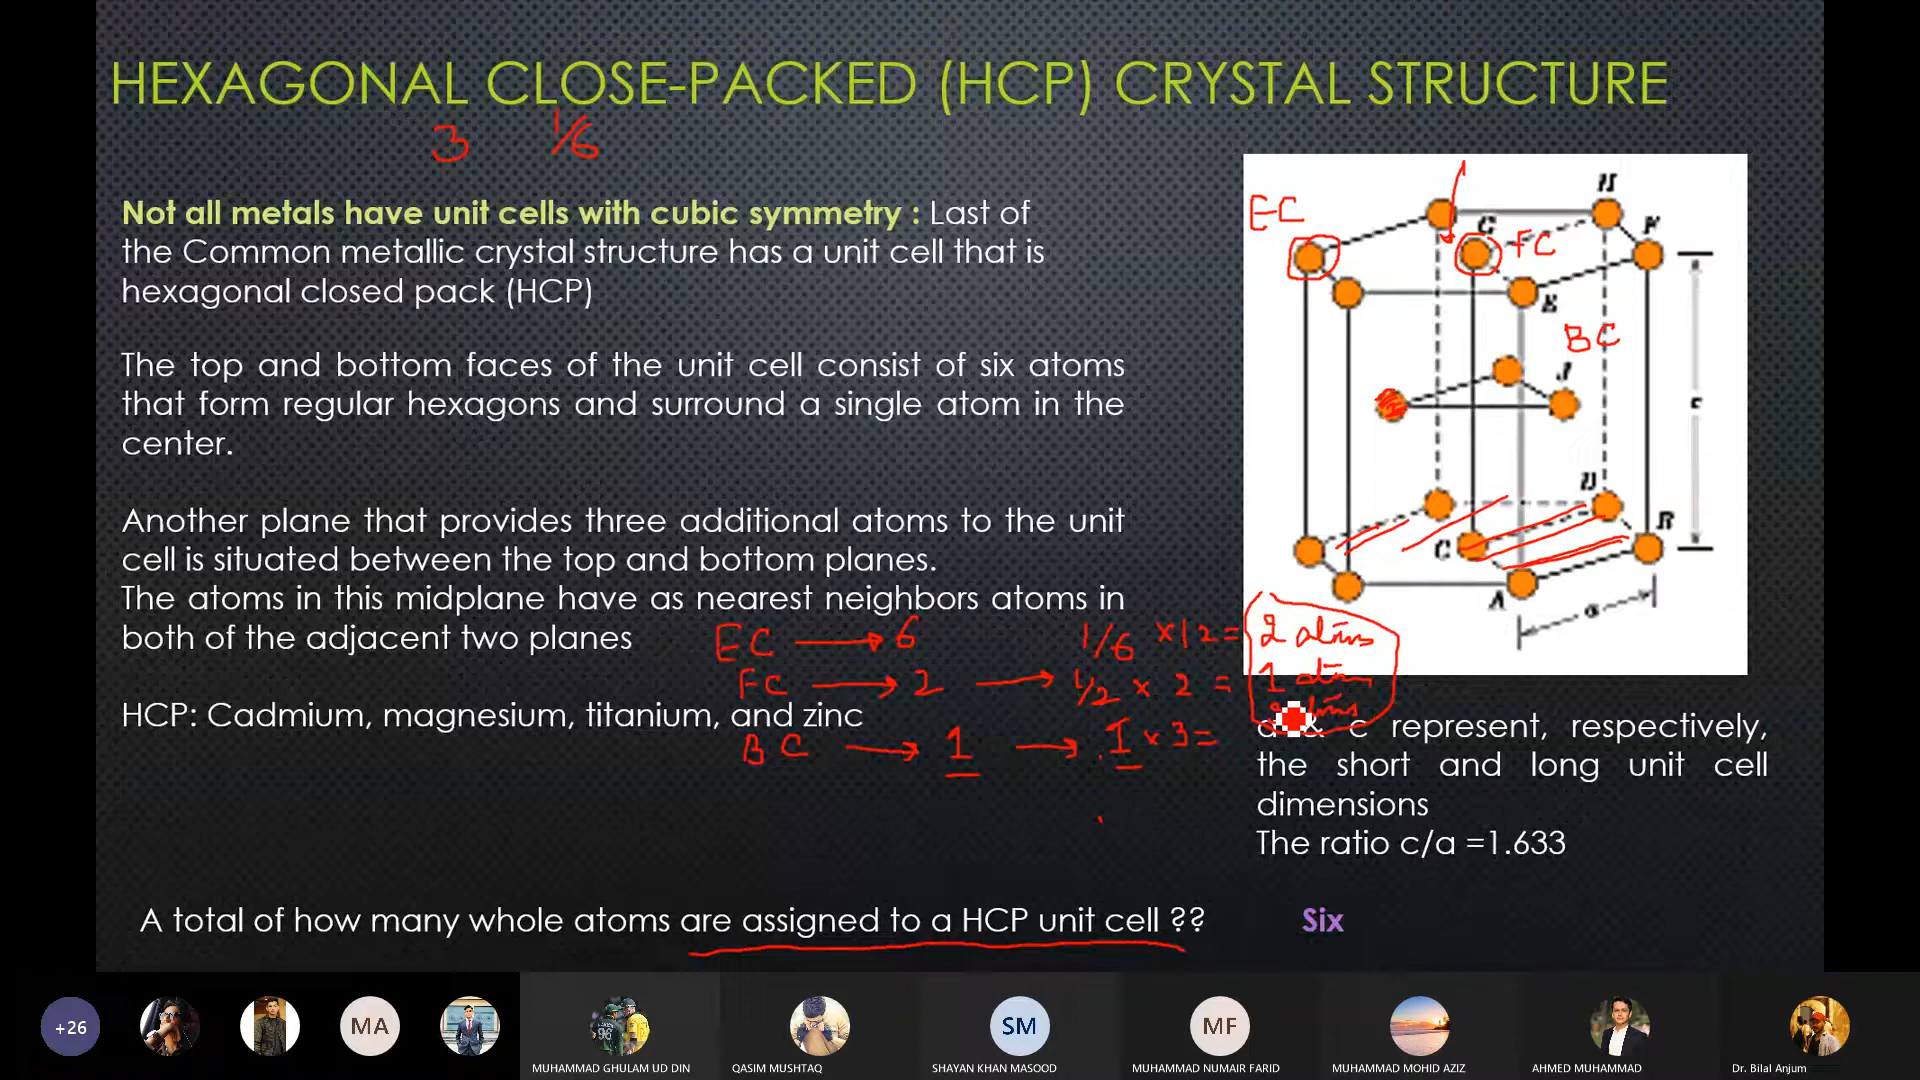 HEXAGONAL CLOSE-PACKED (HCP) CRYSTAL STRUCTURE
3 1/6
Not all metals have unit cells with cubic symmetry : Last of
the Common metallic crystal structure has a unit cell that is
hexagonal closed pack (HCP)
The top and bottom faces of the unit cell consist of six atoms
that form regular hexagons and surround a single atom in the
center.
Another plane that provides three additional atoms to the unit
cell is situated between the top and bottom planes.
The atoms in this midplane have as nearest neighbors atoms in
both of the adjacent two planes
HCP: Cadmium, magnesium, titanium, and zinc
EC → 6 1/6 ×12= 2 atoms
FC → 2 → 1/2 × 2 = 1 atom
BC → 1 → 1 × 3= 3 atoms
EC
H
G
FC
F
E
BC
J
c
D
B
C
A
a
a & c represent, respectively,
the short and long unit cell
dimensions
The ratio c/a =1.633
A total of how many whole atoms are assigned to a HCP unit cell ?? Six
+26
MA
SM
MF
MUHAMMAD GHULAM UD DIN
QASIM MUSHTAQ
SHAYAN KHAN MASOOD
MUHAMMAD NUMAIR FARID
MUHAMMAD MOHID AZIZ
AHMED MUHAMMAD
Dr. Bilal Anjum